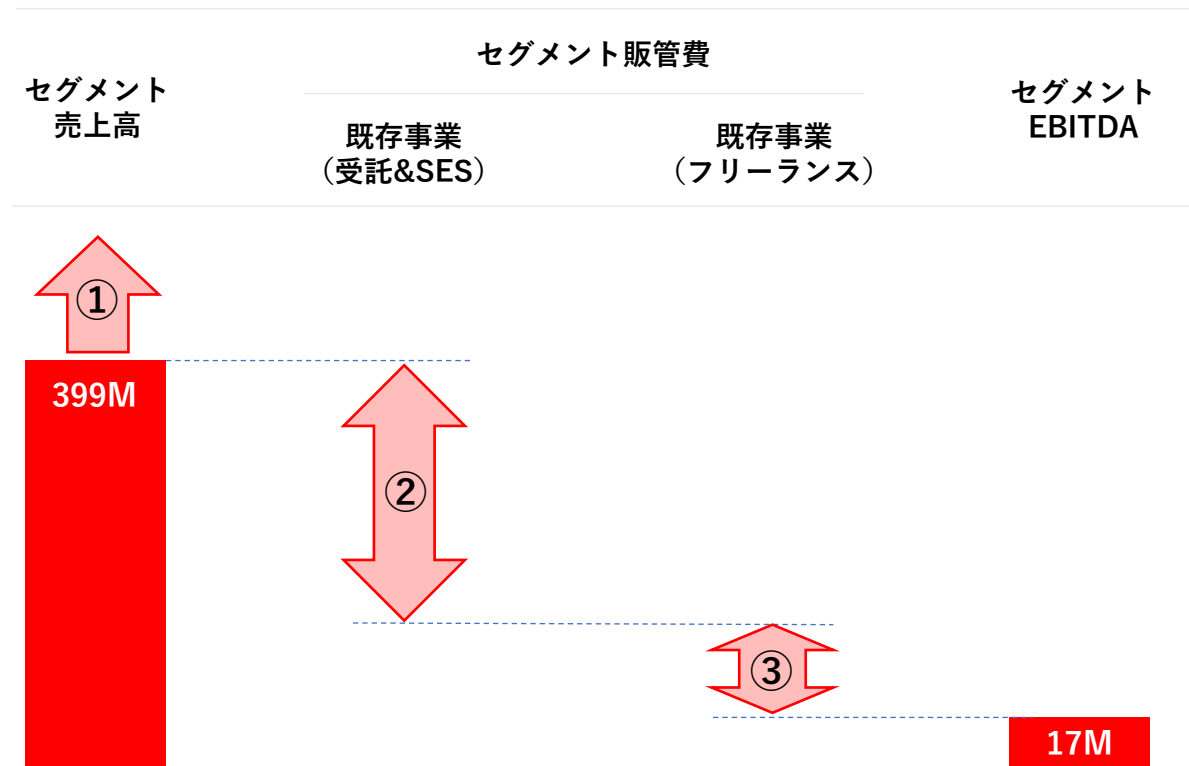 セグメント
売上高
セグメント販管費
既存事業
（受託&SES）
既存事業
（フリーランス）
セグメント
EBITDA
①
399M
②
③
17M